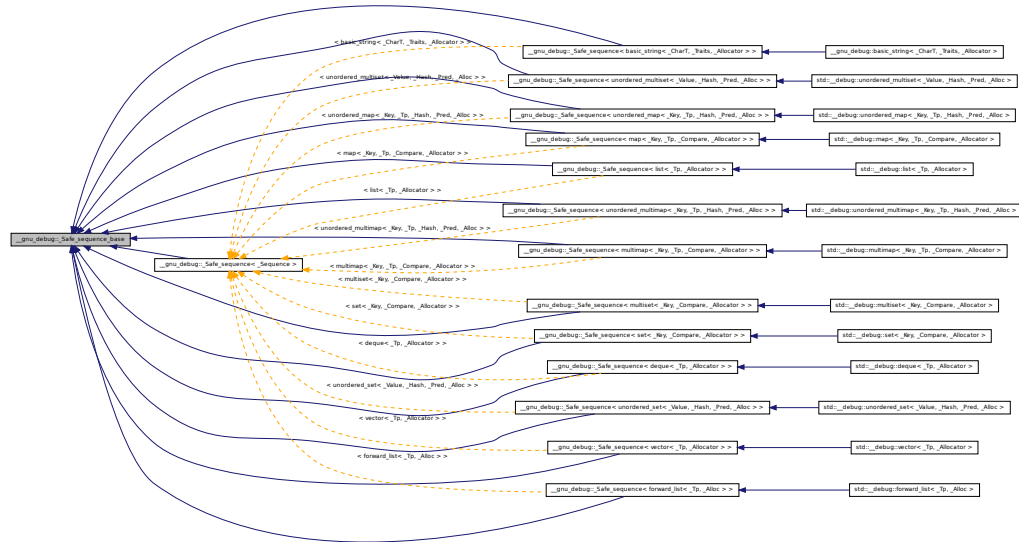 < basic_string< _CharT, _Traits, _Allocator > >
__gnu_debug::_Safe_sequence< basic_string< _CharT, _Traits, _Allocator > >
__gnu_debug::basic_string< _CharT, _Traits, _Allocator >
< unordered_multiset< _Value, _Hash, _Pred, _Alloc > >
__gnu_debug::_Safe_sequence< unordered_multiset< _Value, _Hash, _Pred, _Alloc > >
std::__debug::unordered_multiset< _Value, _Hash, _Pred, _Alloc >
< unordered_map< _Key, _Tp, _Hash, _Pred, _Alloc > >
__gnu_debug::_Safe_sequence< unordered_map< _Key, _Tp, _Hash, _Pred, _Alloc > >
std::__debug::unordered_map< _Key, _Tp, _Hash, _Pred, _Alloc >
__gnu_debug::_Safe_sequence< map< _Key, _Tp, _Compare, _Allocator > >
std::__debug::map< _Key, _Tp, _Compare, _Allocator >
< map< _Key, _Tp, _Compare, _Allocator > >
__gnu_debug::_Safe_sequence< list< _Tp, _Allocator > >
std::__debug::list< _Tp, _Allocator >
< list< _Tp, _Allocator > >
__gnu_debug::_Safe_sequence< unordered_multimap< _Key, _Tp, _Hash, _Pred, _Alloc > >
std::__debug::unordered_multimap< _Key, _Tp, _Hash, _Pred, _Alloc >
< unordered_multimap< _Key, _Tp, _Hash, _Pred, _Alloc > >
__gnu_debug::_Safe_sequence_base
__gnu_debug::_Safe_sequence< multimap< _Key, _Tp, _Compare, _Allocator > >
std::__debug::multimap< _Key, _Tp, _Compare, _Allocator >
__gnu_debug::_Safe_sequence< _Sequence >
< multimap< _Key, _Tp, _Compare, _Allocator > >
< multiset< _Key, _Compare, _Allocator > >
__gnu_debug::_Safe_sequence< multiset< _Key, _Compare, _Allocator > >
std::__debug::multiset< _Key, _Compare, _Allocator >
< set< _Key, _Compare, _Allocator > >
__gnu_debug::_Safe_sequence< set< _Key, _Compare, _Allocator > >
std::__debug::set< _Key, _Compare, _Allocator >
< deque< _Tp, _Allocator > >
__gnu_debug::_Safe_sequence< deque< _Tp, _Allocator > >
std::__debug::deque< _Tp, _Allocator >
< unordered_set< _Value, _Hash, _Pred, _Alloc > >
__gnu_debug::_Safe_sequence< unordered_set< _Value, _Hash, _Pred, _Alloc > >
std::__debug::unordered_set< _Value, _Hash, _Pred, _Alloc >
< vector< _Tp, _Allocator > >
__gnu_debug::_Safe_sequence< vector< _Tp, _Allocator > >
std::__debug::vector< _Tp, _Allocator >
< forward_list< _Tp, _Alloc > >
__gnu_debug::_Safe_sequence< forward_list< _Tp, _Alloc > >
std::__debug::forward_list< _Tp, _Alloc >